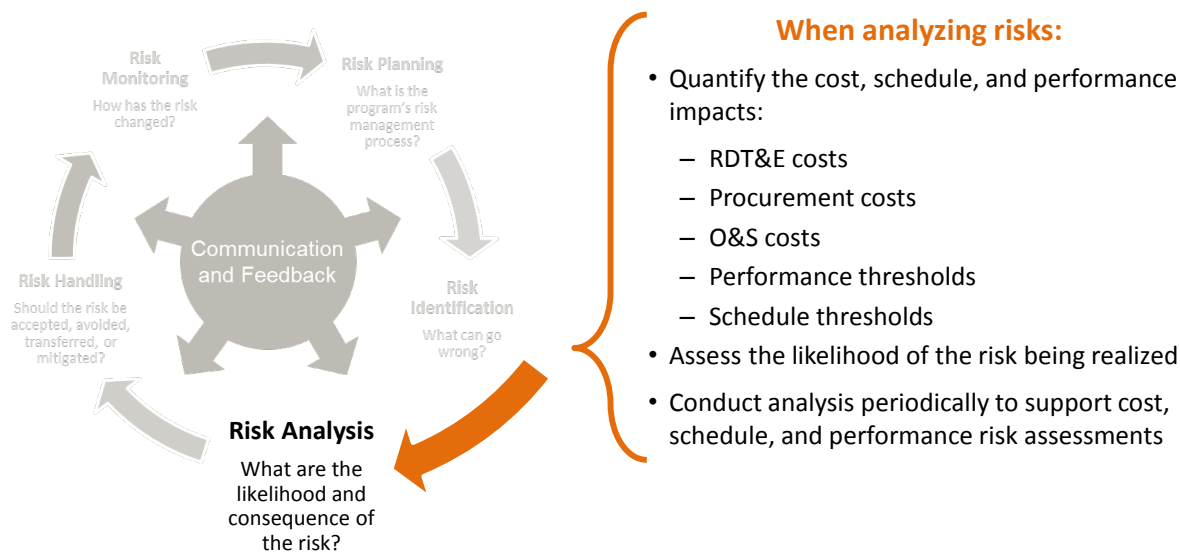 Risk
Monitoring
How has the risk
changed?
Risk Planning
What is the
program's risk
management
process?
Communication
and Feedback
Risk Handling
Should the risk be
accepted, avoided,
transferred, or
mitigated?
Risk
Identification
What can go
wrong?
Risk Analysis
What are the
likelihood and
consequence of
the risk?
When analyzing risks:
• Quantify the cost, schedule, and performance
impacts:
– RDT&E costs
– Procurement costs
– O&S costs
– Performance thresholds
– Schedule thresholds
• Assess the likelihood of the risk being realized
• Conduct analysis periodically to support cost,
schedule, and performance risk assessments